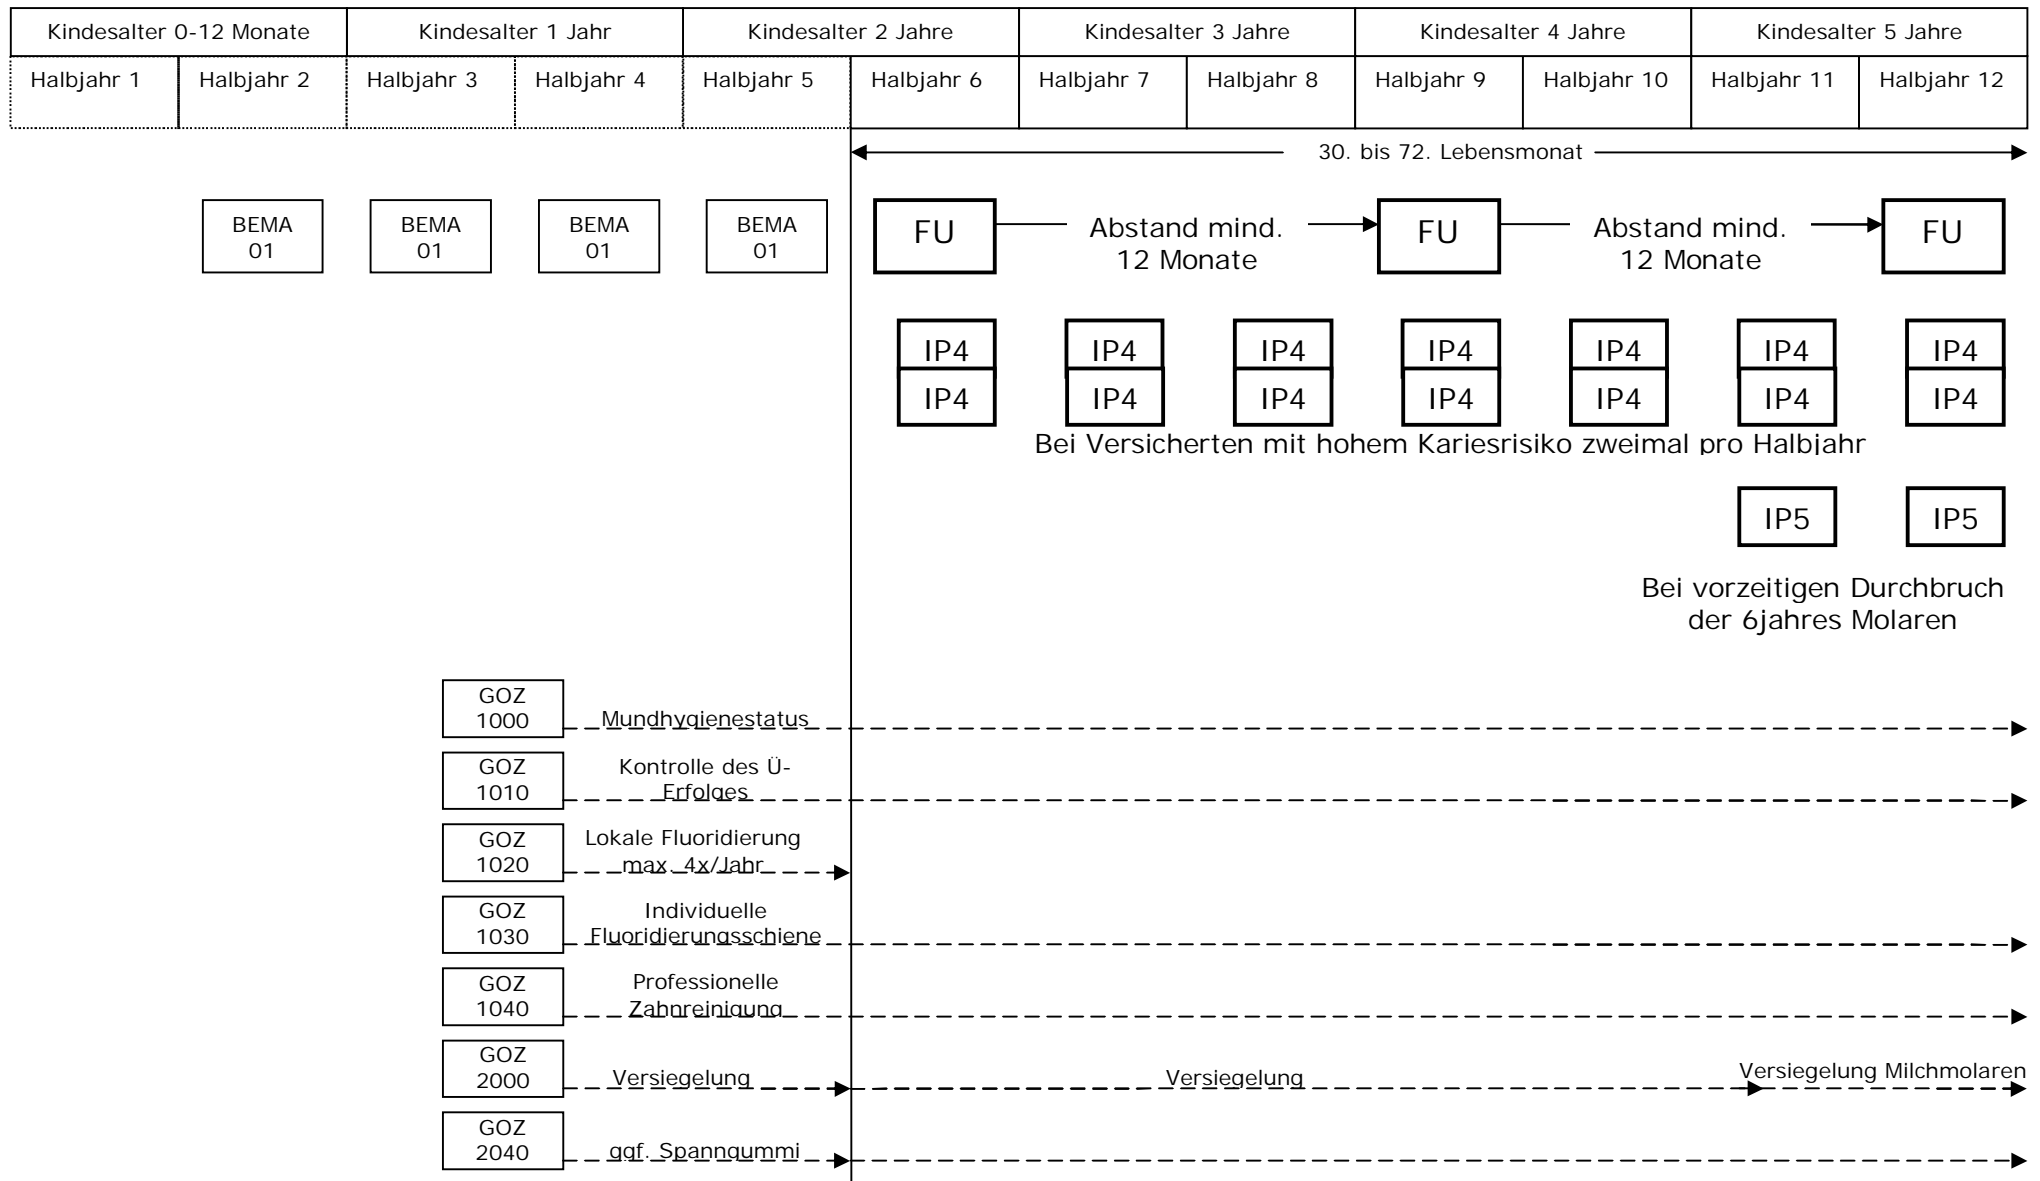 Kindesalter 0-12 Monate Kindesalter 1 Jahr Kindesalter 2 Jahre Kindesalter 3 Jahre Kindesalter 4 Jahre Kindesalter 5 Jahre
Halbjahr 1 Halbjahr 2 Halbjahr 3 Halbjahr 4 Halbjahr 5 Halbjahr 6 Halbjahr 7 Halbjahr 8 Halbjahr 9 Halbjahr 10 Halbjahr 11 Halbjahr 12
30. bis 72. Lebensmonat
BEMA BEMA BEMA BEMA FU Abstand mind. FU Abstand mind. FU
01 01 01 01 12 Monate 12 Monate
IP4 IP4 IP4 IP4 IP4 IP4 IP4
IP4 IP4 IP4 IP4 IP4 IP4 IP4
Bei Versicherten mit hohem Kariesrisiko zweimal pro Halbjahr
IP5 IP5
Bei vorzeitigen Durchbruch
der 6jahres Molaren
GOZ
1000 Mundhygienestatus
GOZ Kontrolle des Ü-
1010 Erfolges
GOZ Lokale Fluoridierung
1020 max. 4x/Jahr
GOZ Individuelle
1030 Fluoridierungsschiene
GOZ Professionelle
1040 Zahnreinigung
GOZ
2000 Versiegelung Versiegelung Versiegelung Milchmolaren
GOZ
2040 ggf. Spanngummi